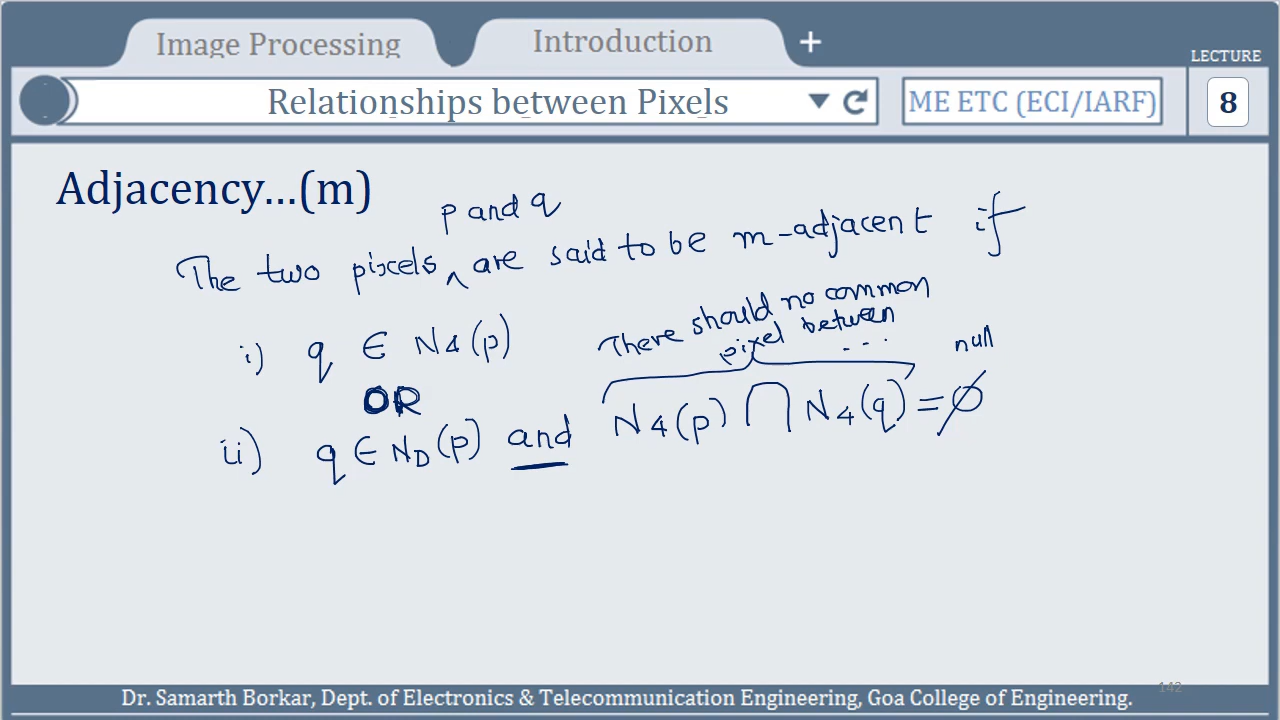 Image Processing
Introduction
+
LECTURE
Relationships between Pixels
ME ETC (ECI/IARF)
8
Adjacency...(m)
p and q
The two pixels ^ are said to be m-adjacent if
There should no common
pixel between
...
i) q ∈ N4(p)
null
OR
ii) q ∈ ND(p) and N4(p) ⋂ N4(q) = ∅
142
Dr. Samarth Borkar, Dept. of Electronics & Telecommunication Engineering, Goa College of Engineering.